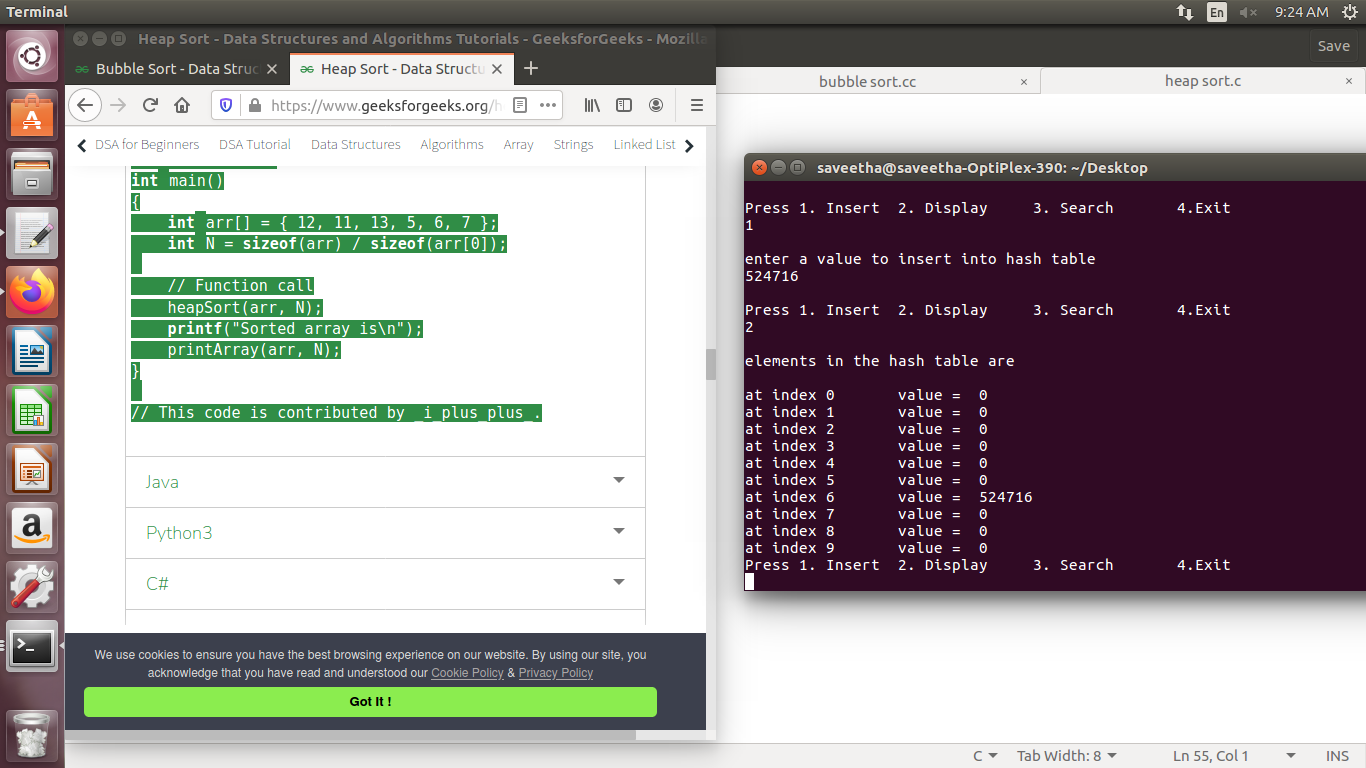 Terminal
En
9:24 AM
Heap Sort - Data Structures and Algorithms Tutorials - GeeksforGeeks - Mozilla
Save
Bubble Sort - Data Struc
Heap Sort - Data Structu
bubble sort.cc
heap sort.c
https://www.geeksforgeeks.org/h
DSA for Beginners DSA Tutorial Data Structures Algorithms Array Strings Linked List
int main()
{
int arr[] = { 12, 11, 13, 5, 6, 7 };
int N = sizeof(arr) / sizeof(arr[0]);
// Function call
heapSort(arr, N);
printf("Sorted array is\n");
printArray(arr, N);
}
// This code is contributed by _i_plus_plus_.
Java
Python3
C#
We use cookies to ensure you have the best browsing experience on our website. By using our site, you
acknowledge that you have read and understood our Cookie Policy & Privacy Policy
Got It !
saveetha@saveetha-OptiPlex-390: ~/Desktop
Press 1. Insert 2. Display 3. Search 4.Exit
1
enter a value to insert into hash table
524716
Press 1. Insert 2. Display 3. Search 4.Exit
2
elements in the hash table are
at index 0 value = 0
at index 1 value = 0
at index 2 value = 0
at index 3 value = 0
at index 4 value = 0
at index 5 value = 0
at index 6 value = 524716
at index 7 value = 0
at index 8 value = 0
at index 9 value = 0
Press 1. Insert 2. Display 3. Search 4.Exit
C Tab Width: 8 Ln 55, Col 1 INS